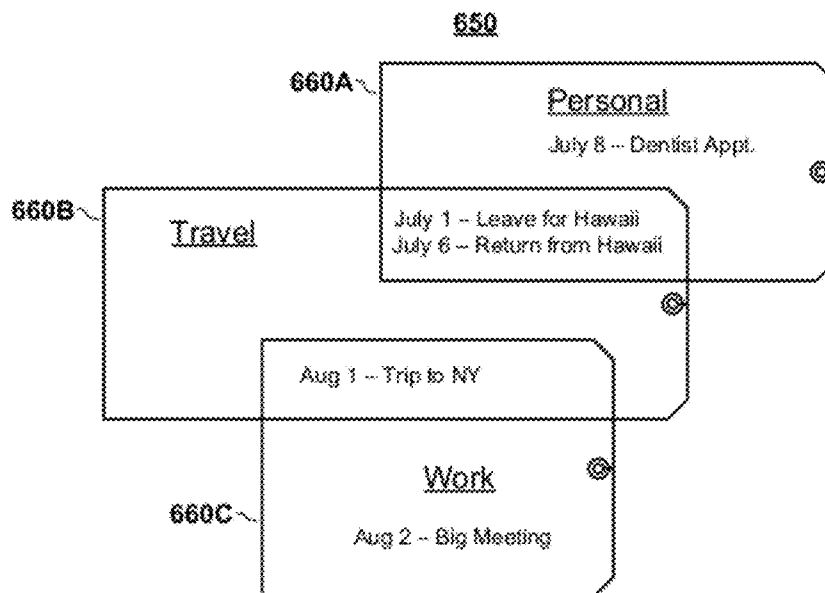 650
660A
Personal
July 8 – Dentist Appt.
660B
Travel
July 1 – Leave for Hawaii
July 6 – Return from Hawaii
Aug 1 – Trip to NY
Work
660C
Aug 2 – Big Meeting